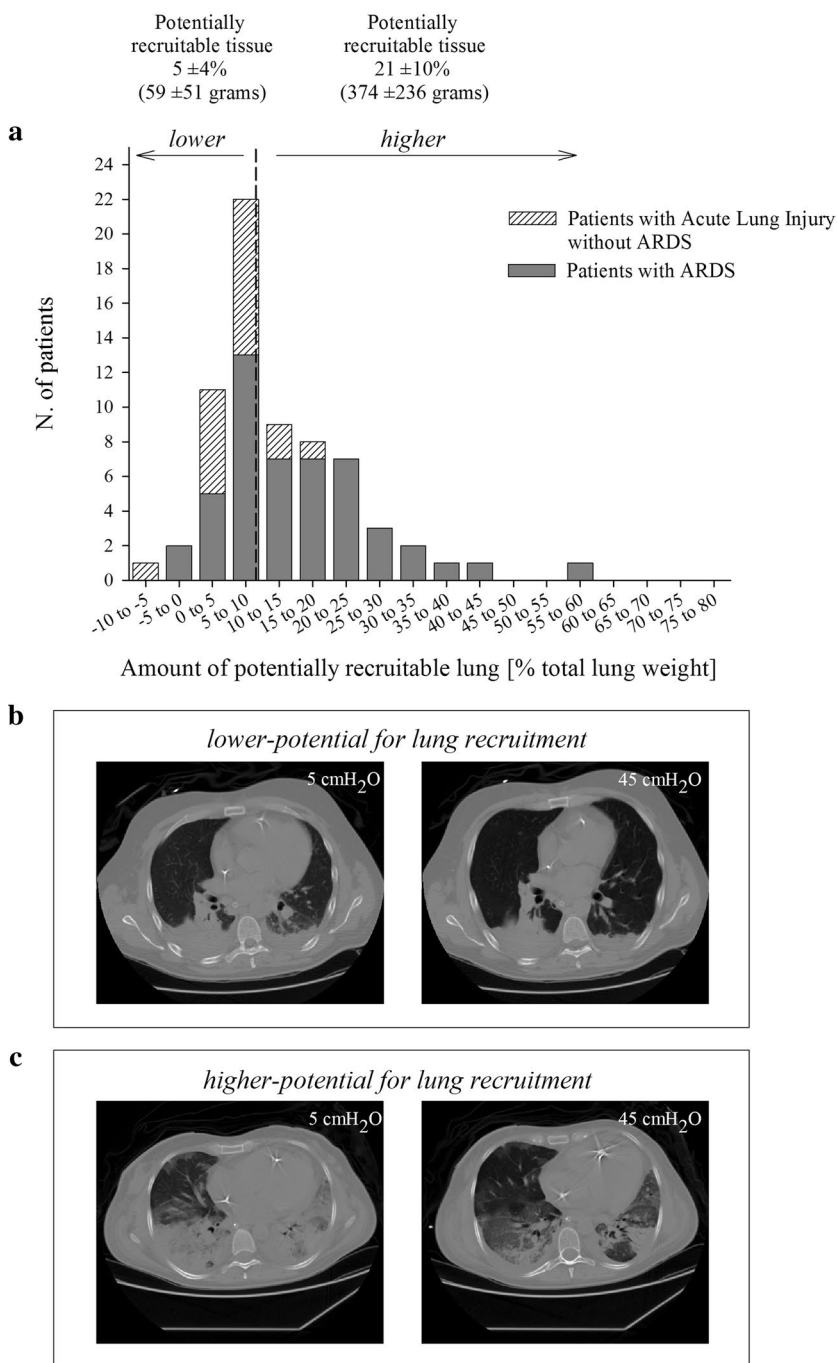 Potentially
recruitable tissue
5 ±4%
(59 ±51 grams)
Potentially
recruitable tissue
21 ±10%
(374 ±236 grams)
a
lower
higher
24
22
20
18
16
14
12
10
8
6
4
2
0
N. of patients
Patients with Acute Lung Injury
without ARDS
Patients with ARDS
-10 to -5
-5 to 0
0 to 5
5 to 10
10 to 15
15 to 20
20 to 25
25 to 30
30 to 35
35 to 40
40 to 45
45 to 50
50 to 55
55 to 60
60 to 65
65 to 70
70 to 75
75 to 80
Amount of potentially recruitable lung [% total lung weight]
b
lower-potential for lung recruitment
5 cmH2O
45 cmH2O
c
higher-potential for lung recruitment
5 cmH2O
45 cmH2O